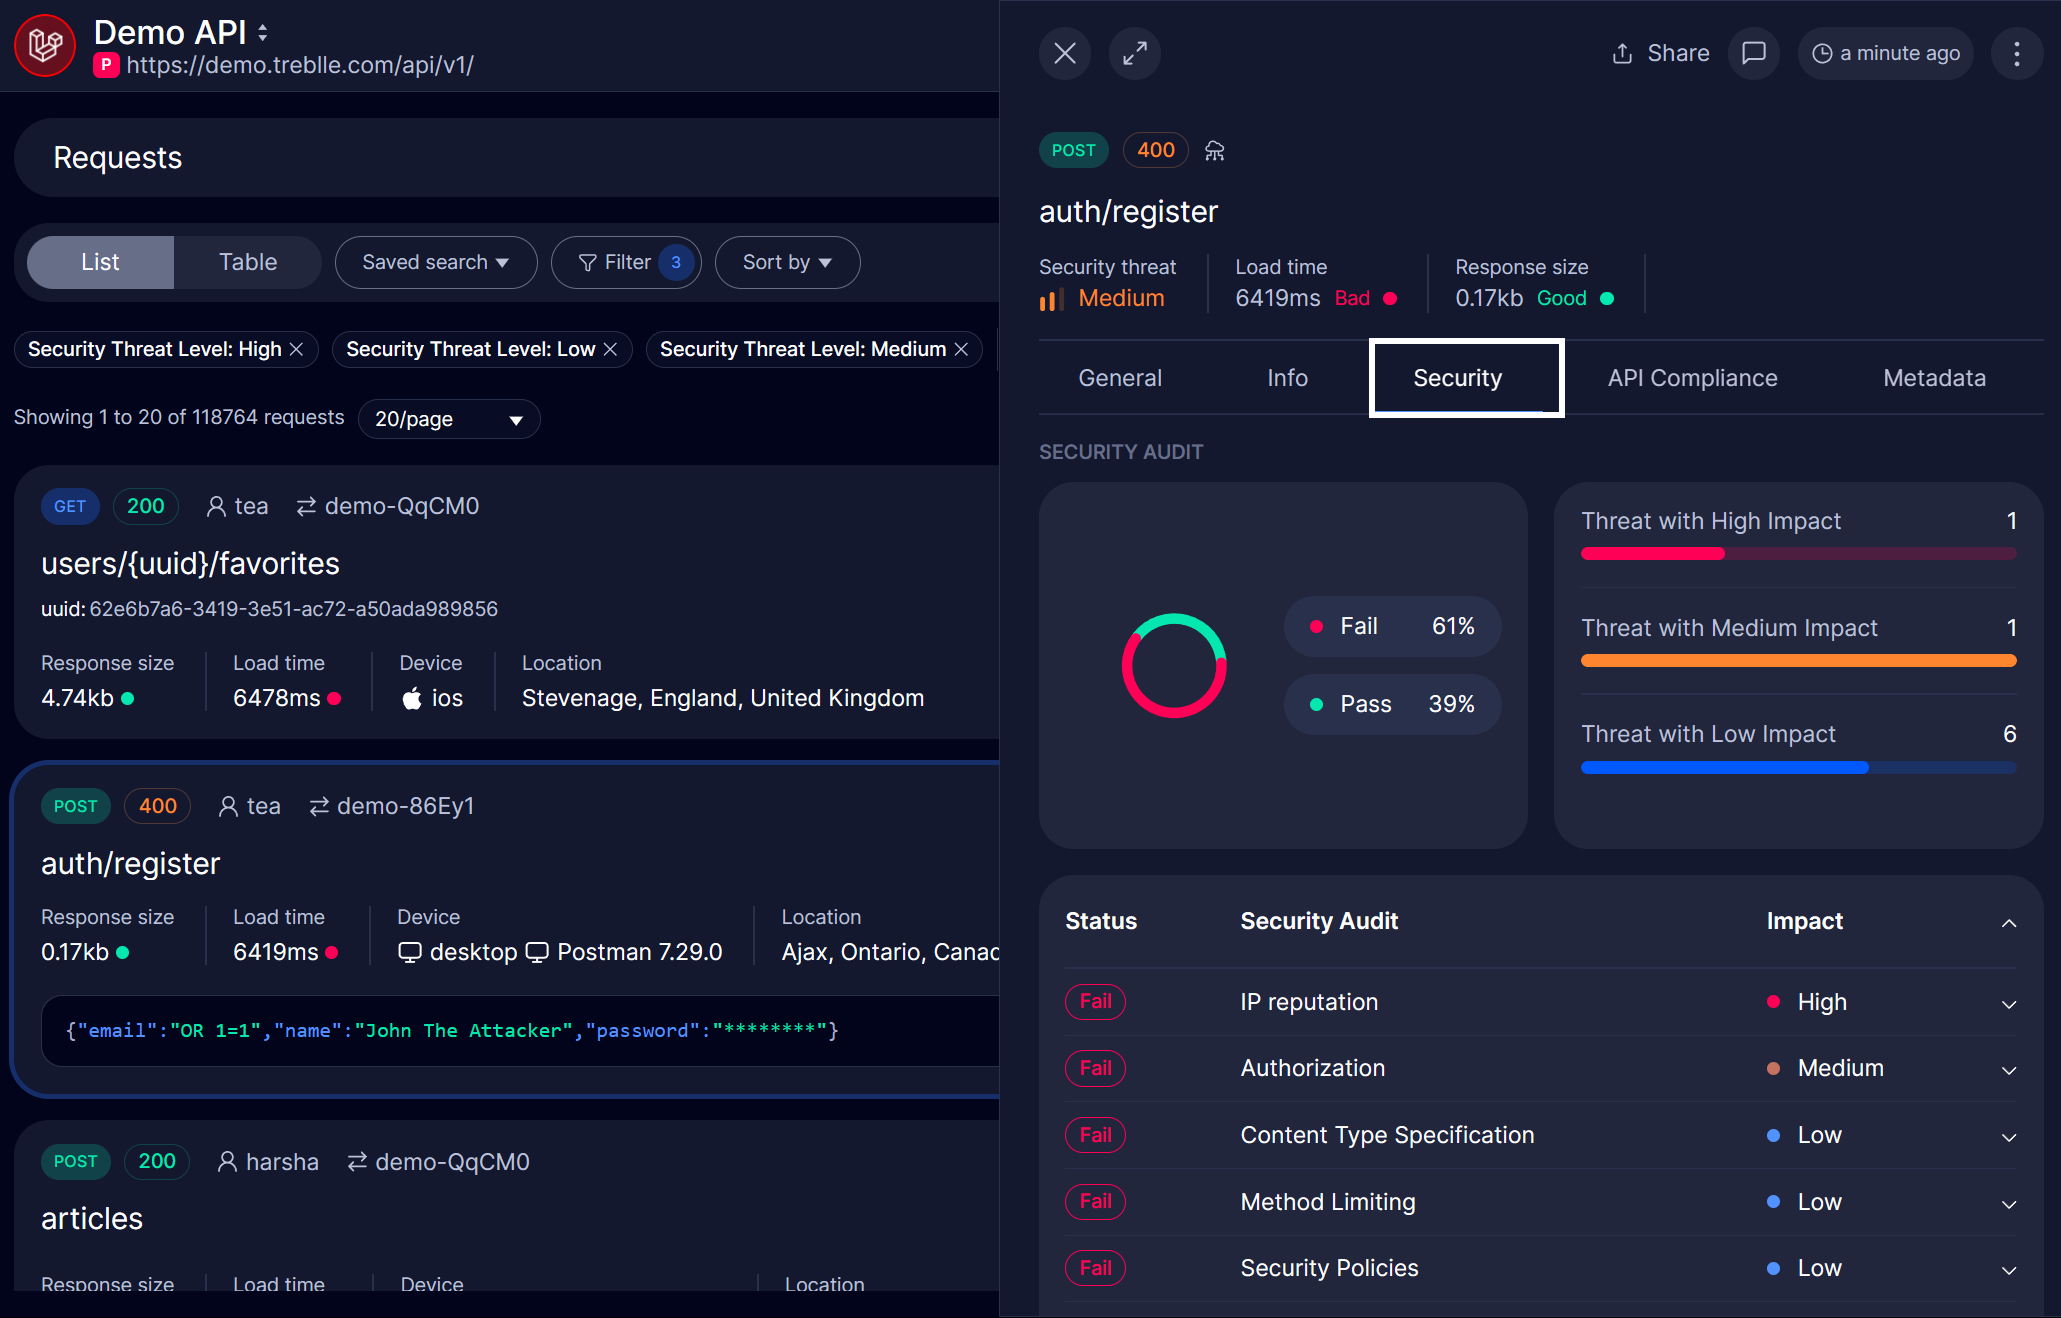 Demo API
P https://demo.treblle.com/api/v1/
Requests
List Table Saved search Filter 3 Sort by
Security Threat Level: High Security Threat Level: Low Security Threat Level: Medium
Showing 1 to 20 of 118764 requests 20/page
GET 200 tea demo-QqCM0
users/{uuid}/favorites
uuid: 62e6b7a6-3419-3e51-ac72-a50ada989856
Response size Load time Device Location
4.74kb 6478ms ios Stevenage, England, United Kingdom
POST 400 tea demo-86Ey1
auth/register
Response size Load time Device Location
0.17kb 6419ms desktop Postman 7.29.0 Ajax, Ontario, Canac
{"email":"OR 1=1","name":"John The Attacker","password":"********"}
POST 200 harsha demo-QqCM0
articles
Response size Load time Device Location
Share a minute ago
POST 400
auth/register
Security threat Load time Response size
Medium 6419ms Bad 0.17kb Good
General Info Security API Compliance Metadata
SECURITY AUDIT
Fail 61%
Pass 39%
Threat with High Impact 1
Threat with Medium Impact 1
Threat with Low Impact 6
Status Security Audit Impact
Fail IP reputation High
Fail Authorization Medium
Fail Content Type Specification Low
Fail Method Limiting Low
Fail Security Policies Low